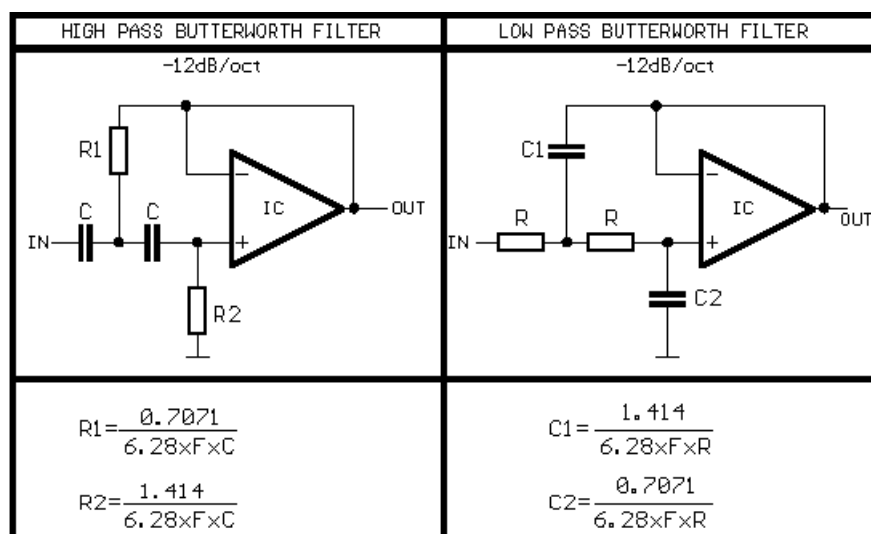 HIGH PASS BUTTERWORTH FILTER
-12dB/oct
R1
C
C
IN
-
+
IC
OUT
R2
R1=0.7071/6.28×F×C
R2=1.414/6.28×F×C
LOW PASS BUTTERWORTH FILTER
-12dB/oct
C1
R
R
IN
-
+
IC
OUT
C2
C1=1.414/6.28×F×R
C2=0.7071/6.28×F×R